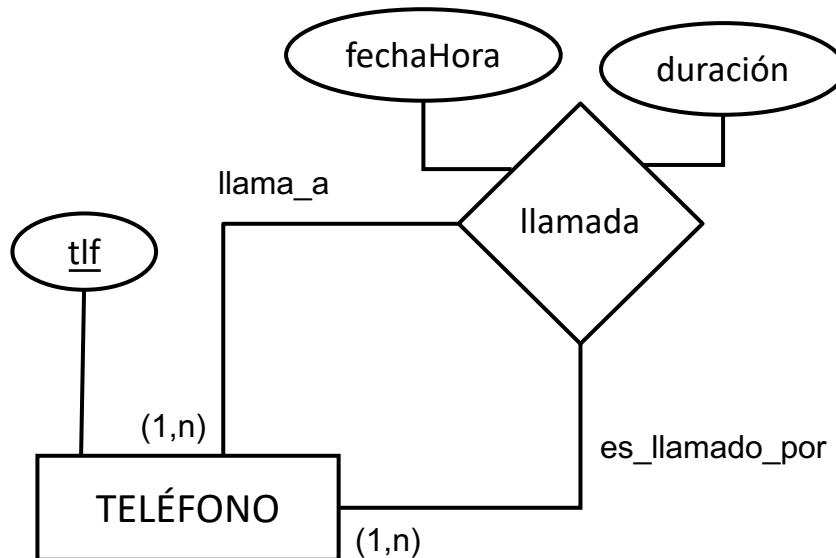 fechaHora
duración
llama_a
llamada
tlf
(1,n)
es_llamado_por
TELÉFONO
(1,n)